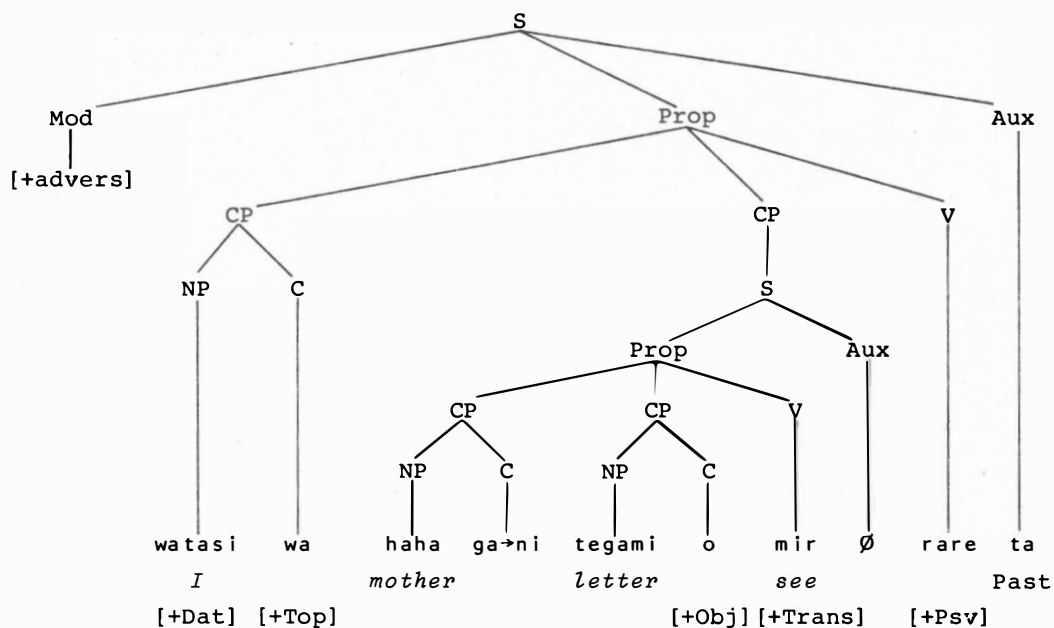 S
Mod Prop Aux
[+advers]
CP CP V
NP C S
Prop Aux
CP CP V
NP C NP C
watasi wa haha ga→ni tegami o mir Ø rare ta
I mother letter see Past
[+Dat] [+Top] [+Obj] [+Trans] [+Psv]